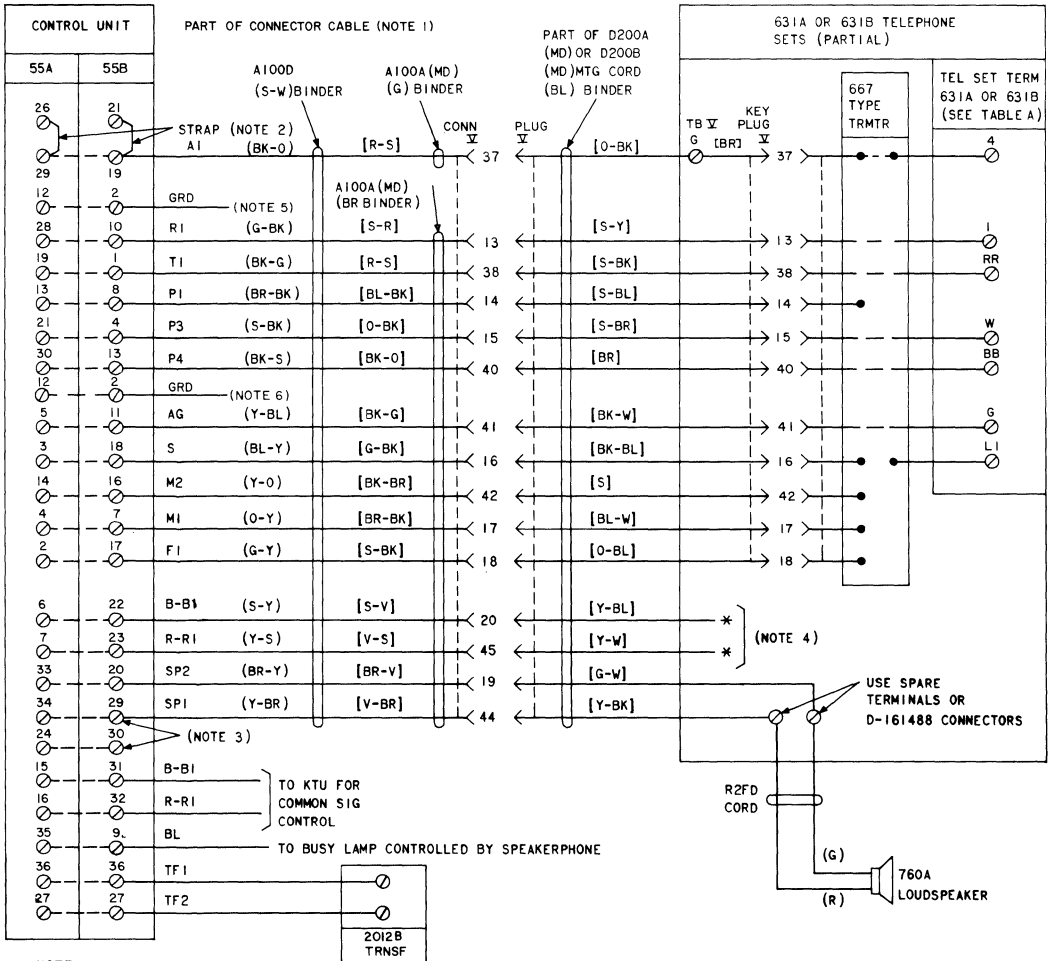 CONTROL UNIT
PART OF CONNECTOR CABLE (NOTE 1)
631A OR 631B TELEPHONE
SETS (PARTIAL)
55A 55B
A100D
(S-W) BINDER
A100A (MD)
(G) BINDER
PART OF D200A
(MD) OR D200B
(MD) MTG CORD
(BL) BINDER
667
TYPE
TRMTR
TEL SET TERM
631A OR 631B
(SEE TABLE A)
26 21
STRAP (NOTE 2)
CONN PLUG
TB KEY
PLUG
A1 (BK-O) [R-S] 37 [O-BK] G [BR] 37 4
29 19
A100A (MD)
(BR BINDER)
12 2 GRD (NOTE 5)
28 10 R1 (G-BK) [S-R] 13 [S-Y] 13 1
19 1 T1 (BK-G) [R-S] 38 [S-BK] 38 RR
13 8 P1 (BR-BK) [BL-BK] 14 [S-BL] 14
21 4 P3 (S-BK) [O-BK] 15 [S-BR] 15 W
30 13 P4 (BK-S) [BK-O] 40 [BR] 40 BB
12 2 GRD (NOTE 6)
5 11 AG (Y-BL) [BK-G] 41 [BK-W] 41 G
3 18 S (BL-Y) [G-BK] 16 [BK-BL] 16 L1
14 16 M2 (Y-O) [BK-BR] 42 [S] 42
4 7 M1 (O-Y) [BR-BK] 17 [BL-W] 17
2 17 F1 (G-Y) [S-BK] 18 [O-BL] 18
6 22 B-B1 (S-Y) [S-V] 20 [Y-BL] *
7 23 R-R1 (Y-S) [V-S] 45 [Y-W] *
(NOTE 4)
33 20 SP2 (BR-Y) [BR-V] 19 [G-W]
34 29 SP1 (Y-BR) [V-BR] 44 [Y-BK]
USE SPARE
TERMINALS OR
D-161488 CONNECTORS
24 30 (NOTE 3)
15 31 B-B1
16 32 R-R1
TO KTU FOR
COMMON SIG
CONTROL
35 9 BL TO BUSY LAMP CONTROLLED BY SPEAKERPHONE
36 36 TF1
27 27 TF2
2012B
TRNSF
R2FD
CORD
(G)
(R)
760A
LOUDSPEAKER